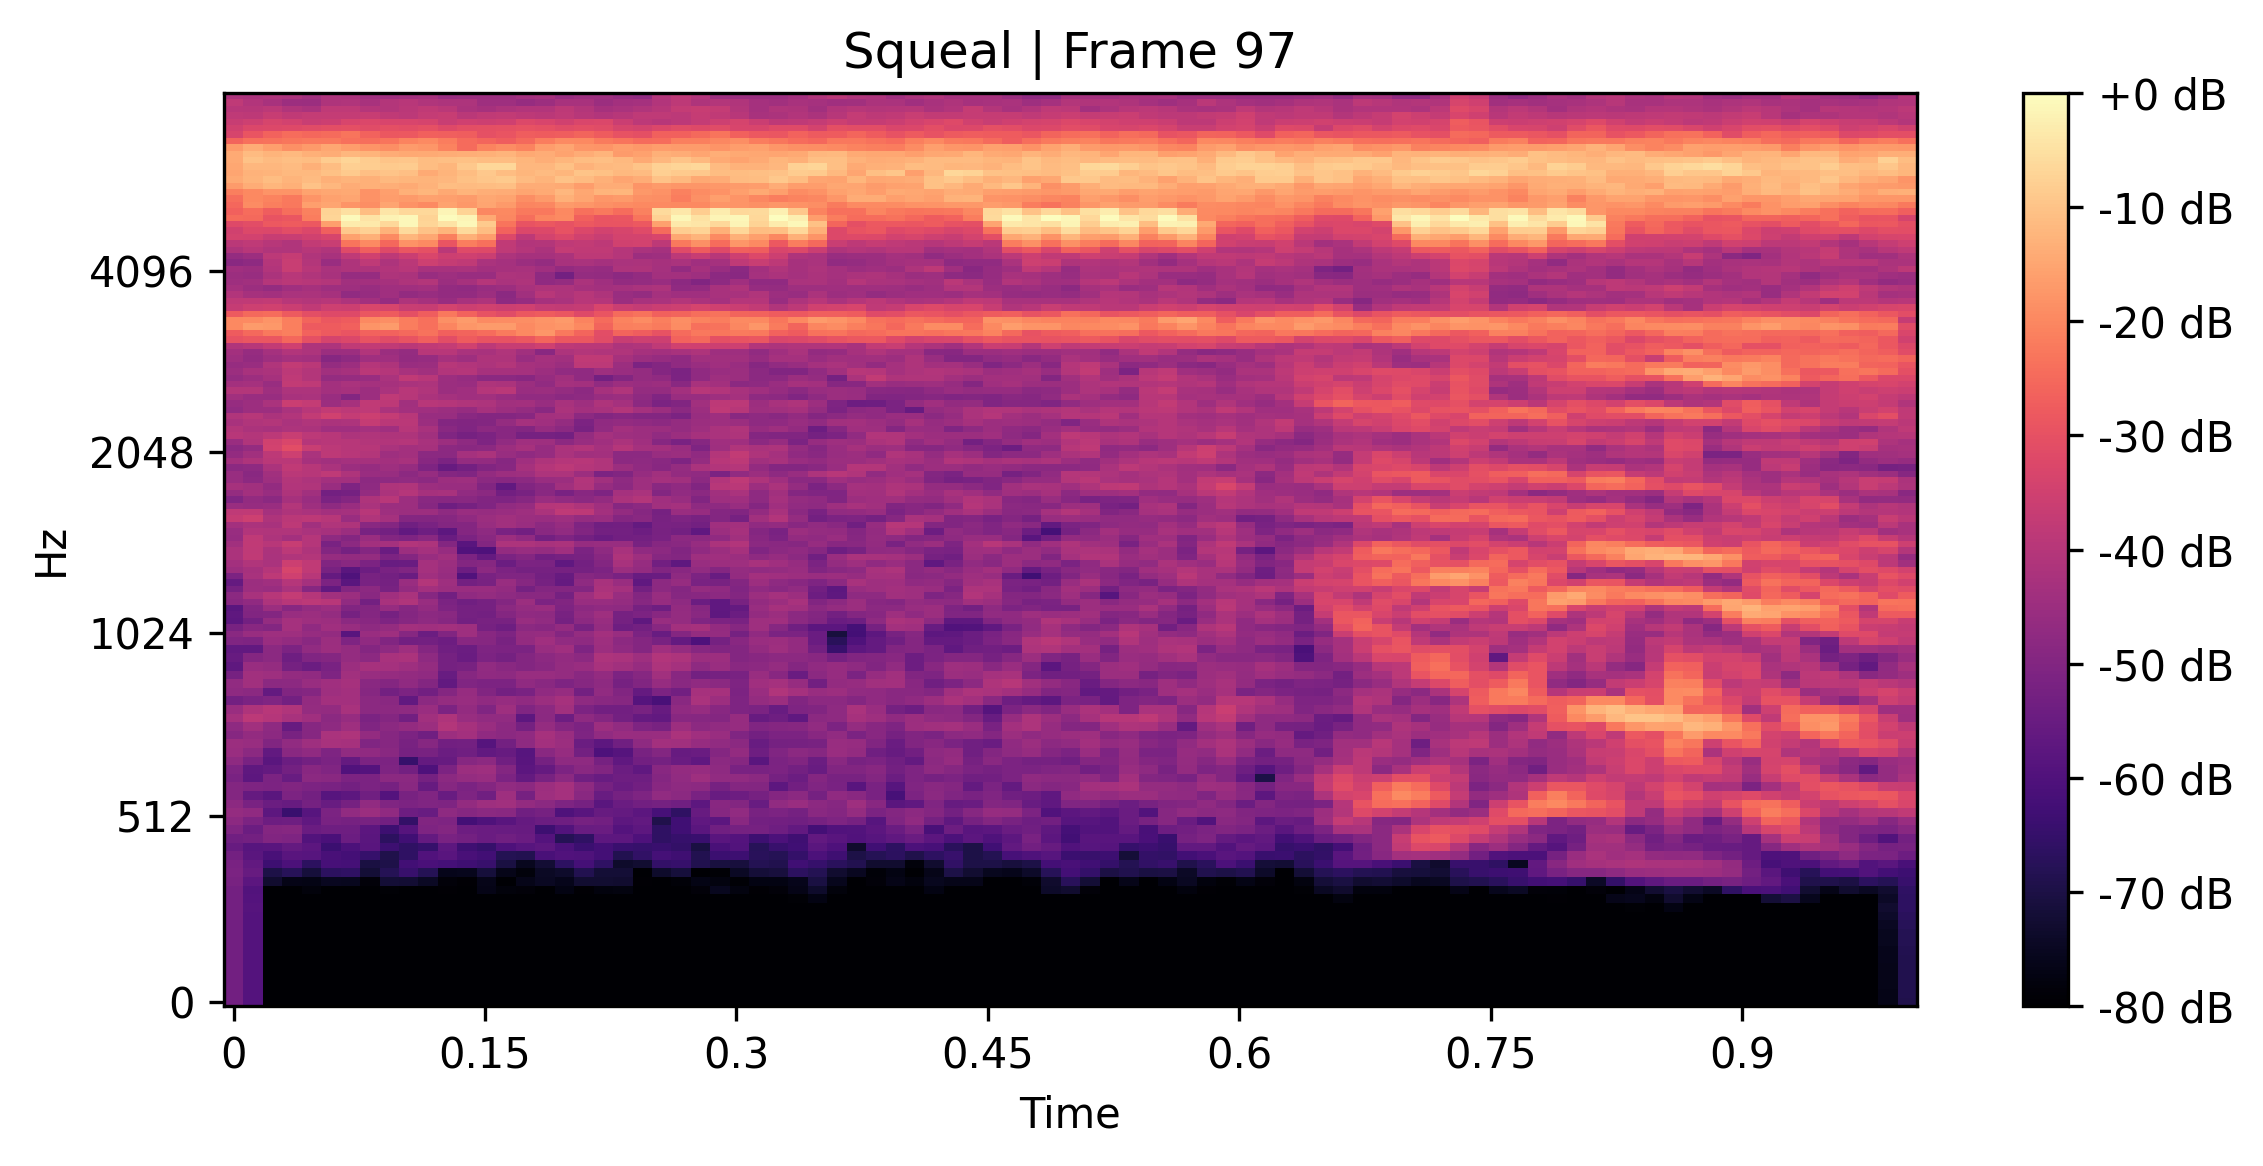 Squeal | Frame 97
+0 dB
-10 dB
-20 dB
-30 dB
-40 dB
-50 dB
-60 dB
-70 dB
-80 dB
Hz
4096
2048
1024
512
0
0 0.15 0.3 0.45 0.6 0.75 0.9
Time